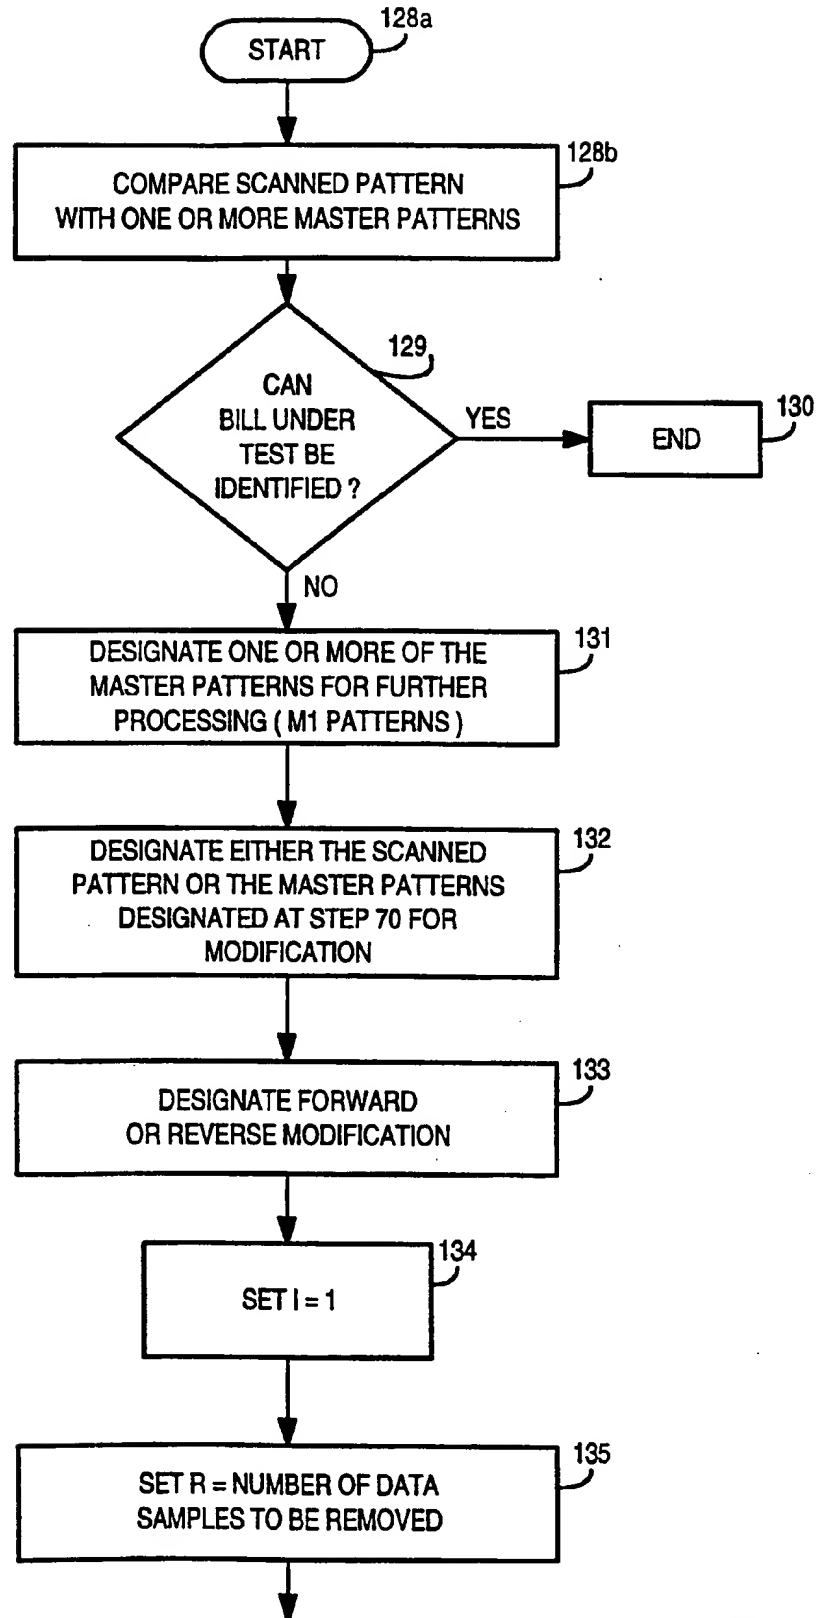 128a
START
128b
COMPARE SCANNED PATTERN
WITH ONE OR MORE MASTER PATTERNS
129
CAN
BILL UNDER
TEST BE
IDENTIFIED ?
YES
130
END
NO
131
DESIGNATE ONE OR MORE OF THE
MASTER PATTERNS FOR FURTHER
PROCESSING ( M1 PATTERNS )
132
DESIGNATE EITHER THE SCANNED
PATTERN OR THE MASTER PATTERNS
DESIGNATED AT STEP 70 FOR
MODIFICATION
133
DESIGNATE FORWARD
OR REVERSE MODIFICATION
134
SET I = 1
135
SET R = NUMBER OF DATA
SAMPLES TO BE REMOVED